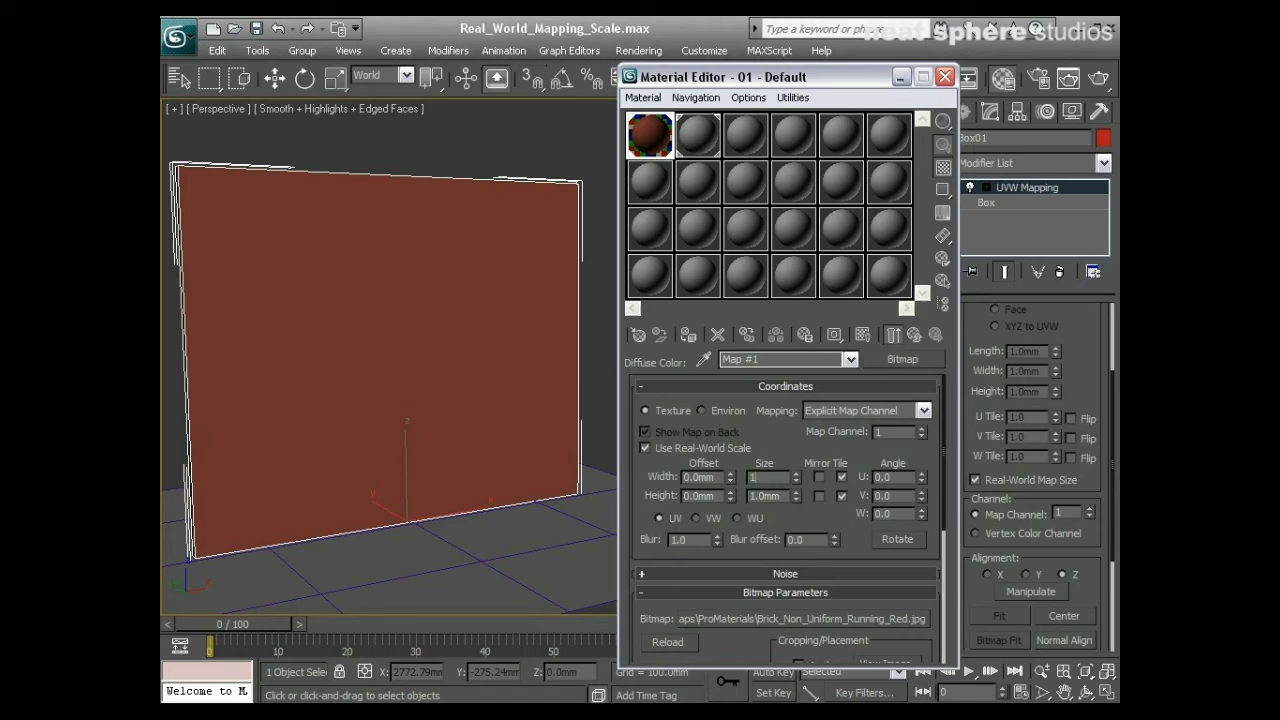 Real_World_Mapping_Scale.max
Type a keyword or phrase
sphere studios
Edit Tools Group Views Create Modifiers Animation Graph Editors Rendering Customize MAXScript Help
World
Material Editor - 01 - Default
Material Navigation Options Utilities
[ + ] [ Perspective ] [ Smooth + Highlights + Edged Faces ]
Box01
Modifier List
UVW Mapping
Box
Face
XYZ to UVW
Length: 1.0mm
Width: 1.0mm
Height: 1.0mm
U Tile: 1.0 Flip
V Tile: 1.0 Flip
W Tile: 1.0 Flip
Real-World Map Size
Channel:
Map Channel: 1
Vertex Color Channel
Alignment:
X Y Z
Manipulate
Fit Center
Bitmap Fit Normal Align
Diffuse Color: Map #1 Bitmap
- Coordinates
Texture Environ Mapping: Explicit Map Channel
Show Map on Back Map Channel: 1
Use Real-World Scale
Offset Size Mirror Tile Angle
Width: 0.0mm 1 U: 0.0
Height: 0.0mm 1.0mm V: 0.0
UV VW WU W: 0.0
Blur: 1.0 Blur offset: 0.0 Rotate
+ Noise
- Bitmap Parameters
Bitmap: aps\ProMaterials\Brick_Non_Uniform_Running_Red.jpg
Reload
Cropping/Placement
View Image
z
x
< 0 / 100 >
0 10 20 30 40 50
1 Object Sele X: 2772.79mm Y: -275.24mm Z: 0.0mm Grid = 100.0mm Auto Key Selected
Welcome to M Click or click-and-drag to select objects Add Time Tag Set Key Key Filters... 0